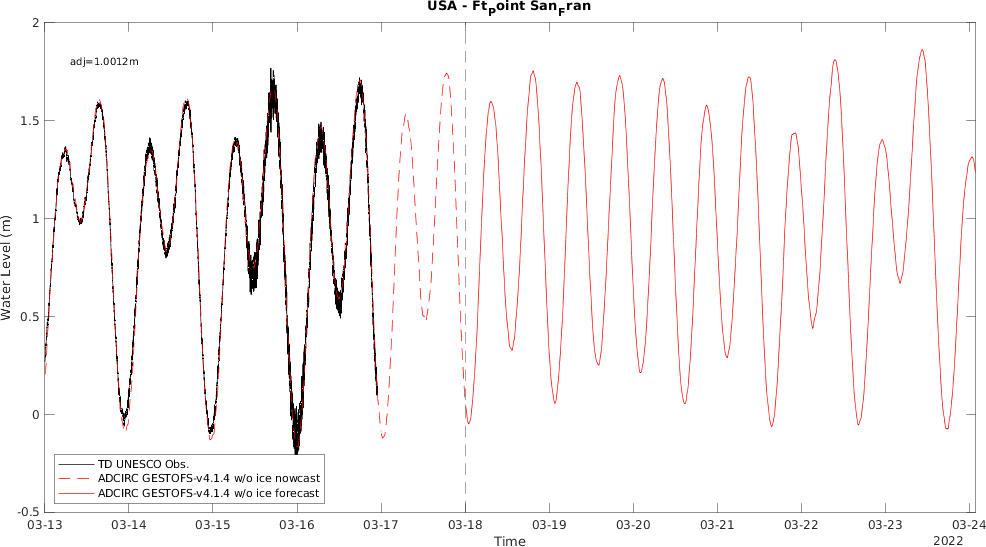 USA - FtPoint SanFran
adj=1.0012m
2
1.5
1
0.5
0
-0.5
Water Level (m)
TD UNESCO Obs.
ADCIRC GESTOFS-v4.1.4 w/o ice nowcast
ADCIRC GESTOFS-v4.1.4 w/o ice forecast
03-13 03-14 03-15 03-16 03-17 03-18 03-19 03-20 03-21 03-22 03-23 03-24
Time
2022